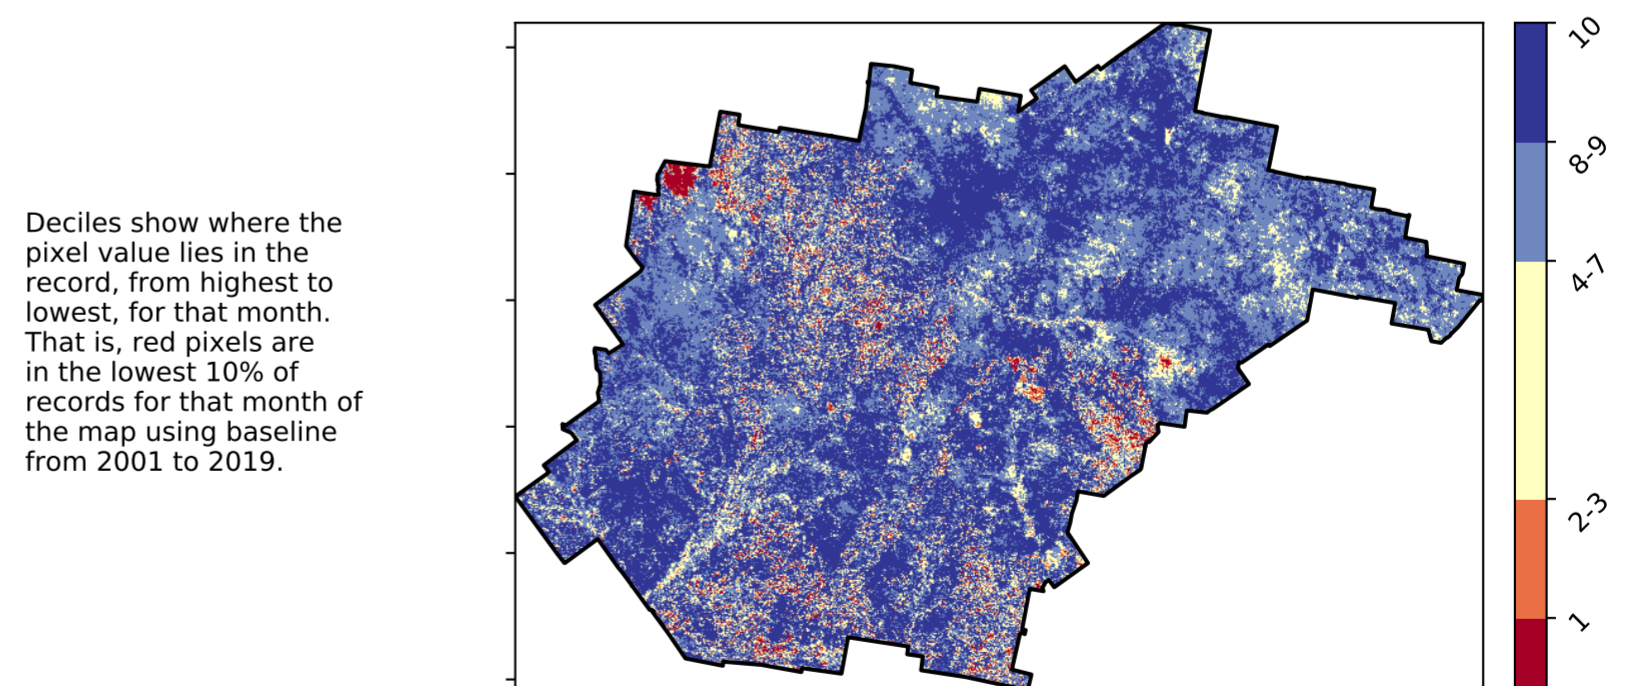 Deciles show where the
pixel value lies in the
record, from highest to
lowest, for that month.
That is, red pixels are
in the lowest 10% of
records for that month of
the map using baseline
from 2001 to 2019.
10
8-9
4-7
2-3
1